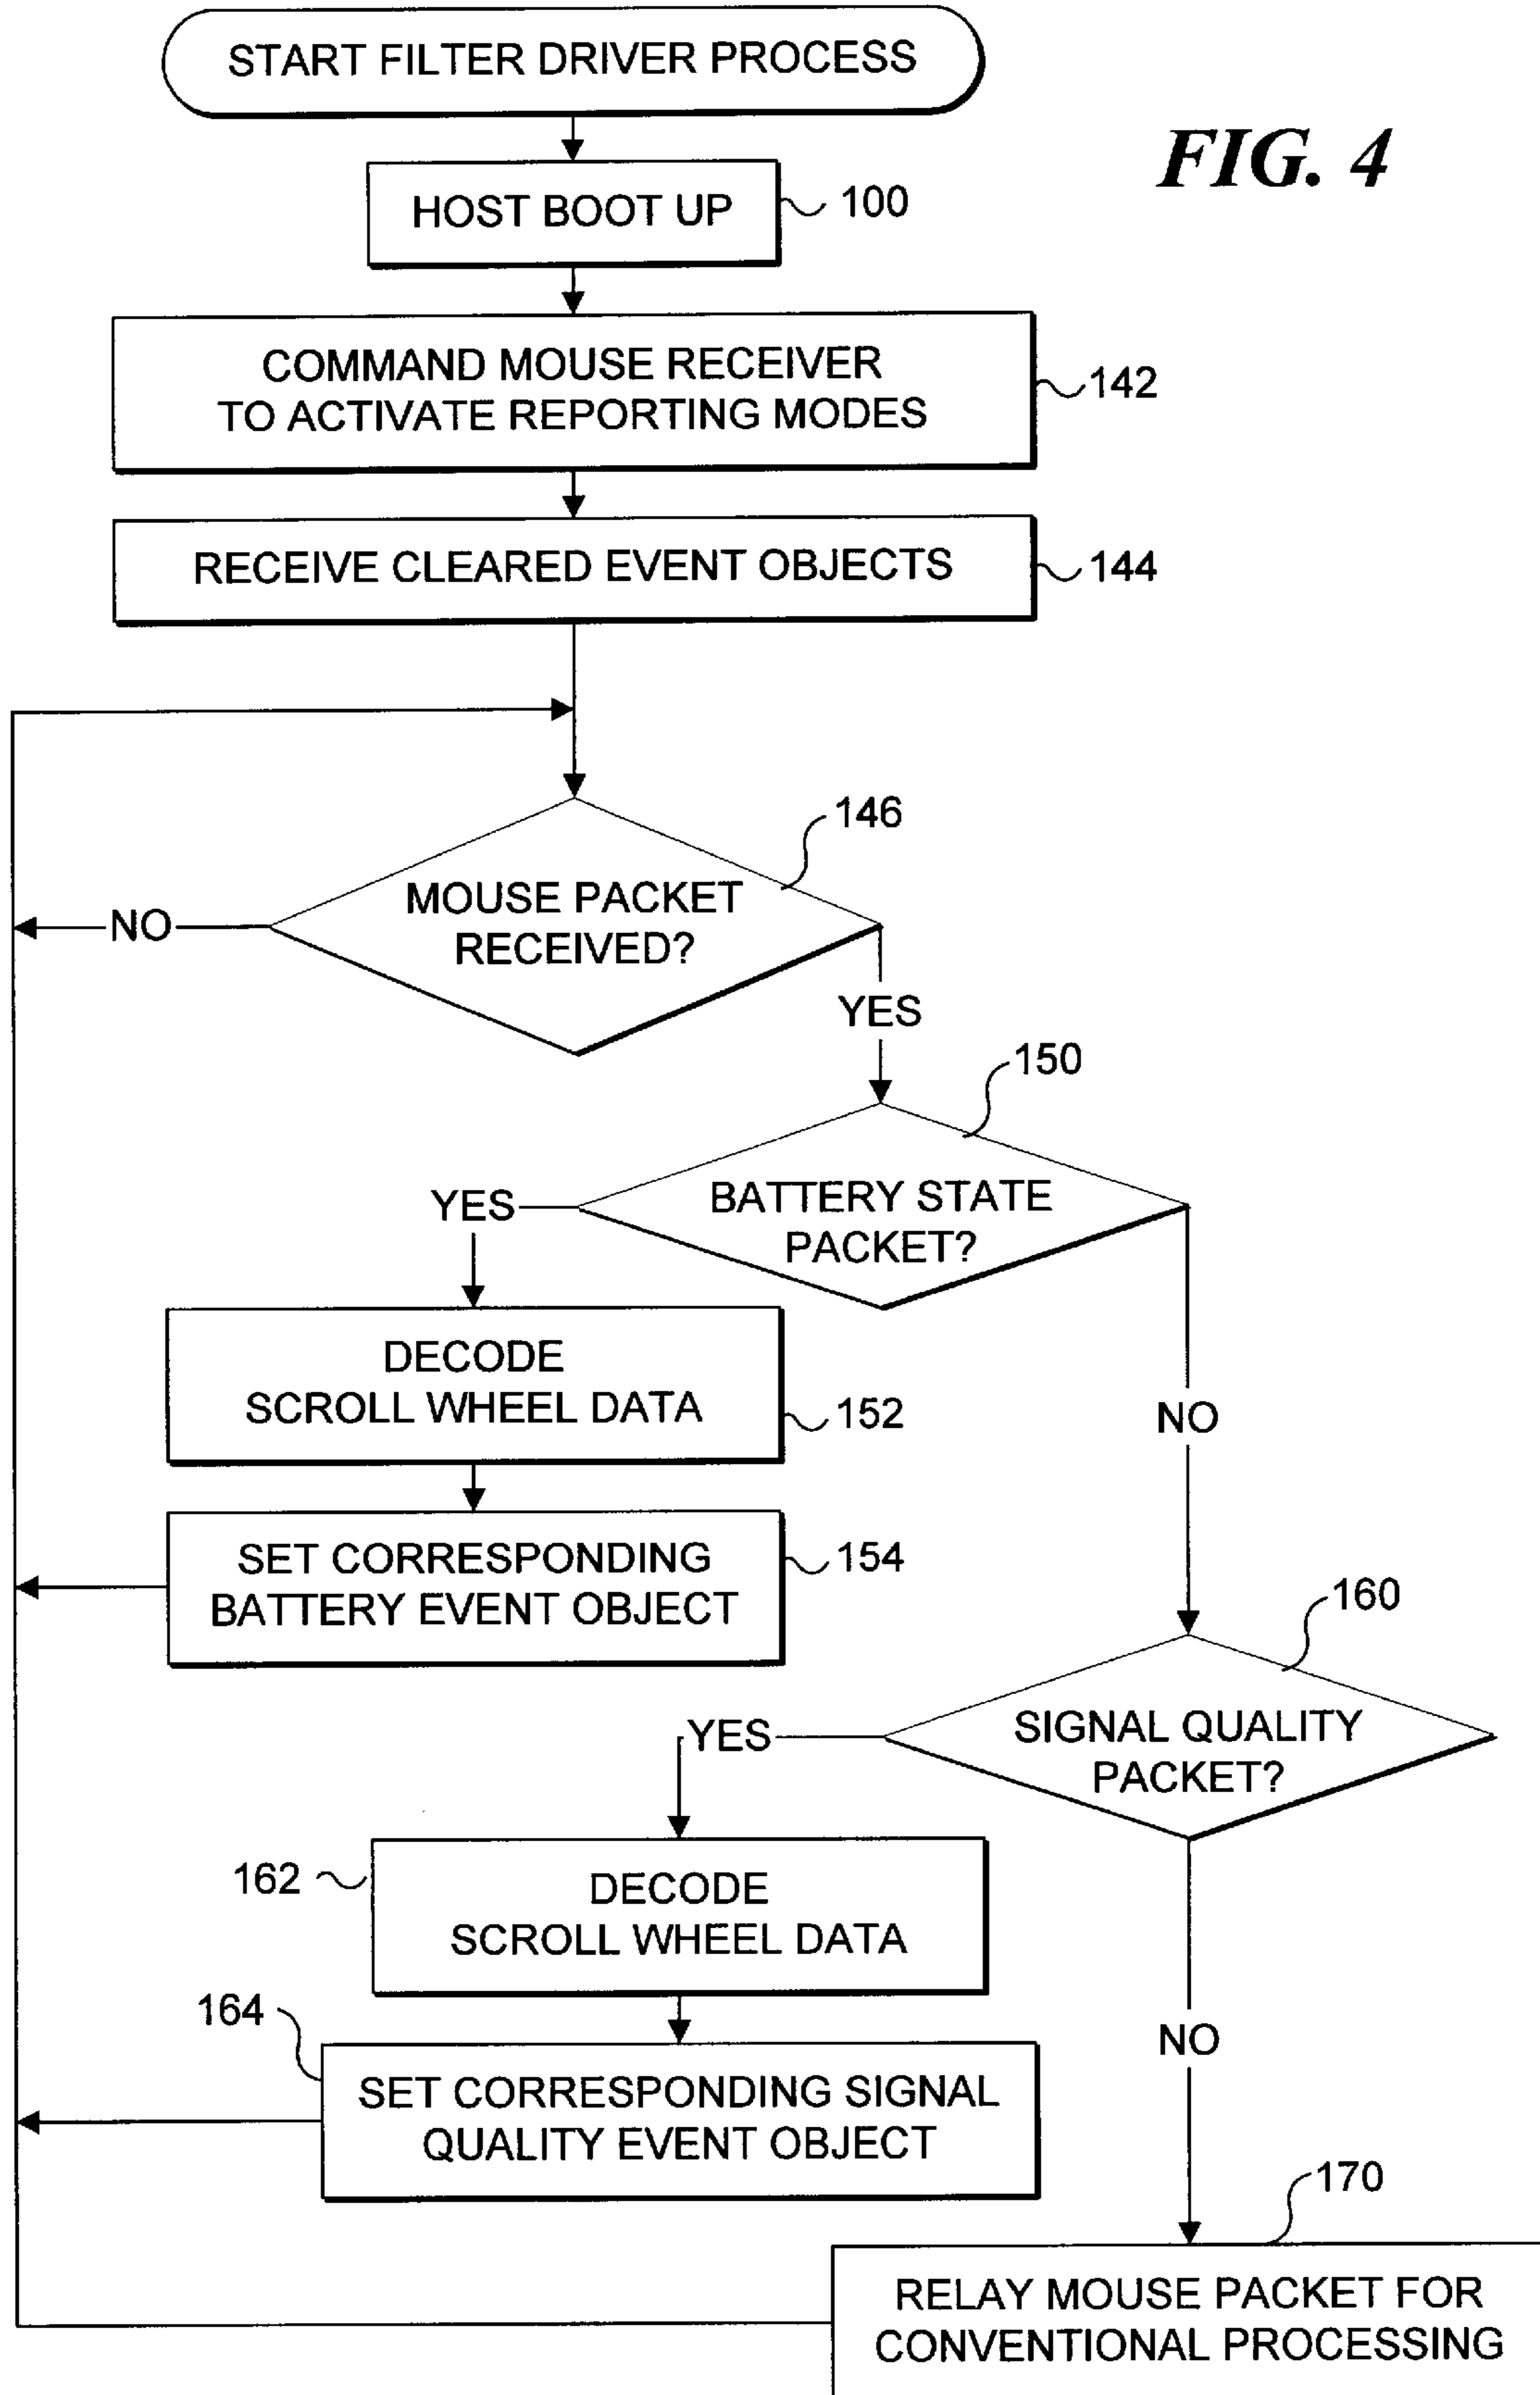 START FILTER DRIVER PROCESS
FIG. 4
HOST BOOT UP
100
COMMAND MOUSE RECEIVER
TO ACTIVATE REPORTING MODES
142
RECEIVE CLEARED EVENT OBJECTS
144
146
MOUSE PACKET
RECEIVED?
NO
YES
150
BATTERY STATE
PACKET?
YES
DECODE
SCROLL WHEEL DATA
152
NO
SET CORRESPONDING
BATTERY EVENT OBJECT
154
160
SIGNAL QUALITY
PACKET?
YES
162
DECODE
SCROLL WHEEL DATA
164
SET CORRESPONDING SIGNAL
QUALITY EVENT OBJECT
NO
170
RELAY MOUSE PACKET FOR
CONVENTIONAL PROCESSING